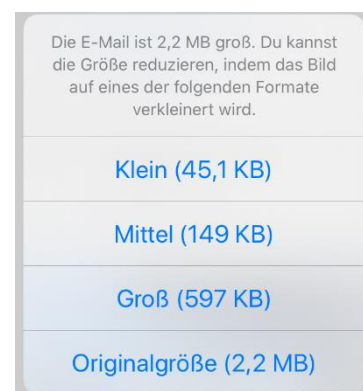 Die E-Mail ist 2,2 MB groß. Du kannst
die Größe reduzieren, indem das Bild
auf eines der folgenden Formate
verkleinert wird.
Klein (45,1 KB)
Mittel (149 KB)
Groß (597 KB)
Originalgröße (2,2 MB)